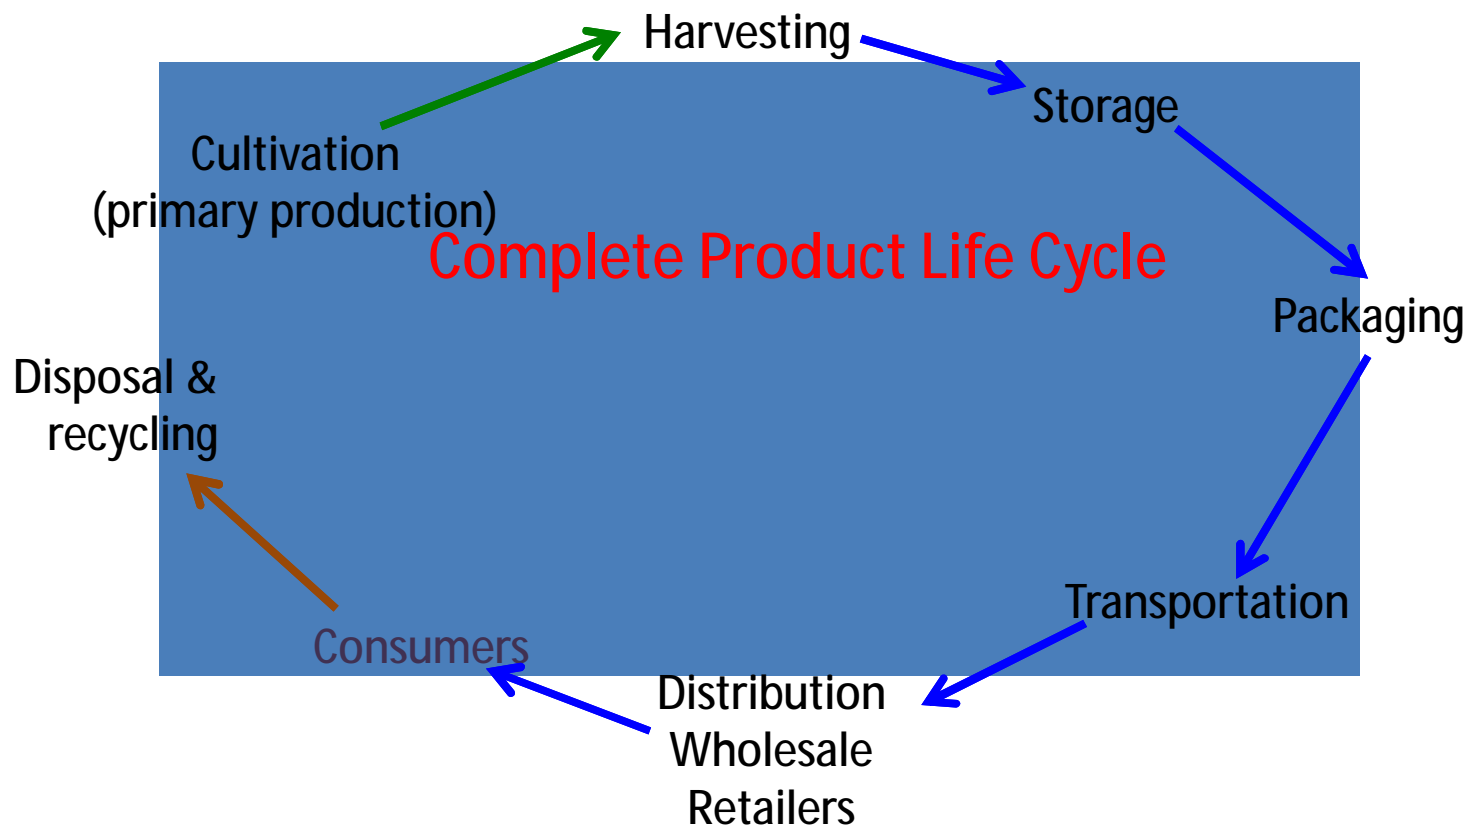 Harvesting
Storage
Cultivation
(primary production)
Complete Product Life Cycle
Packaging
Disposal &
recycling
Transportation
Consumers
Distribution
Wholesale
Retailers